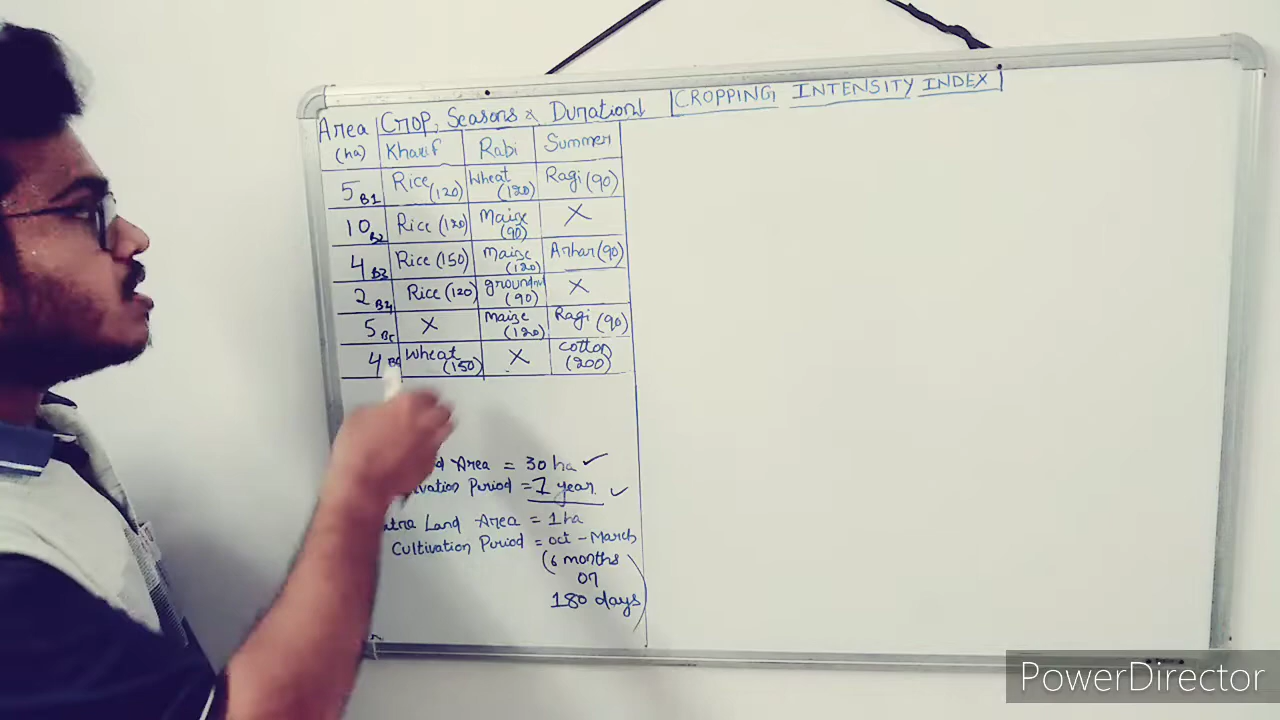 CROPPING INTENSITY INDEX
Area (ha) Crop, Seasons & Duration
Kharif Rabi Summer
5 B1 Rice (120) Wheat (120) Ragi (90)
10 B2 Rice (120) Maize (90) X
4 B3 Rice (150) Maize (120) Arhar (90)
2 B4 Rice (120) groundnut (90) X
5 B5 X Maize (120) Ragi (90)
4 B6 Wheat (150) X Cotton (200)
Area = 30 ha ✓
Period = 1 year ✓
Land Area = 1 ha
Cultivation Period = Oct - March
(6 months
or
180 days)
PowerDirector